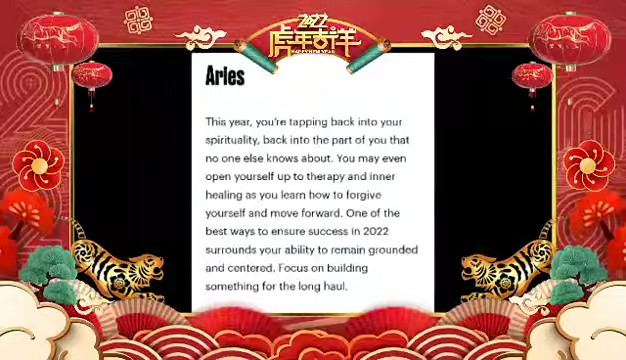 2022
虎年吉祥
HAPPY NEW YEAR
Aries
This year, you're tapping back into your
spirituality, back into the part of you that
no one else knows about. You may even
open yourself up to therapy and inner
healing as you learn how to forgive
yourself and move forward. One of the
best ways to ensure success in 2022
surrounds your ability to remain grounded
and centered. Focus on building
something for the long haul.